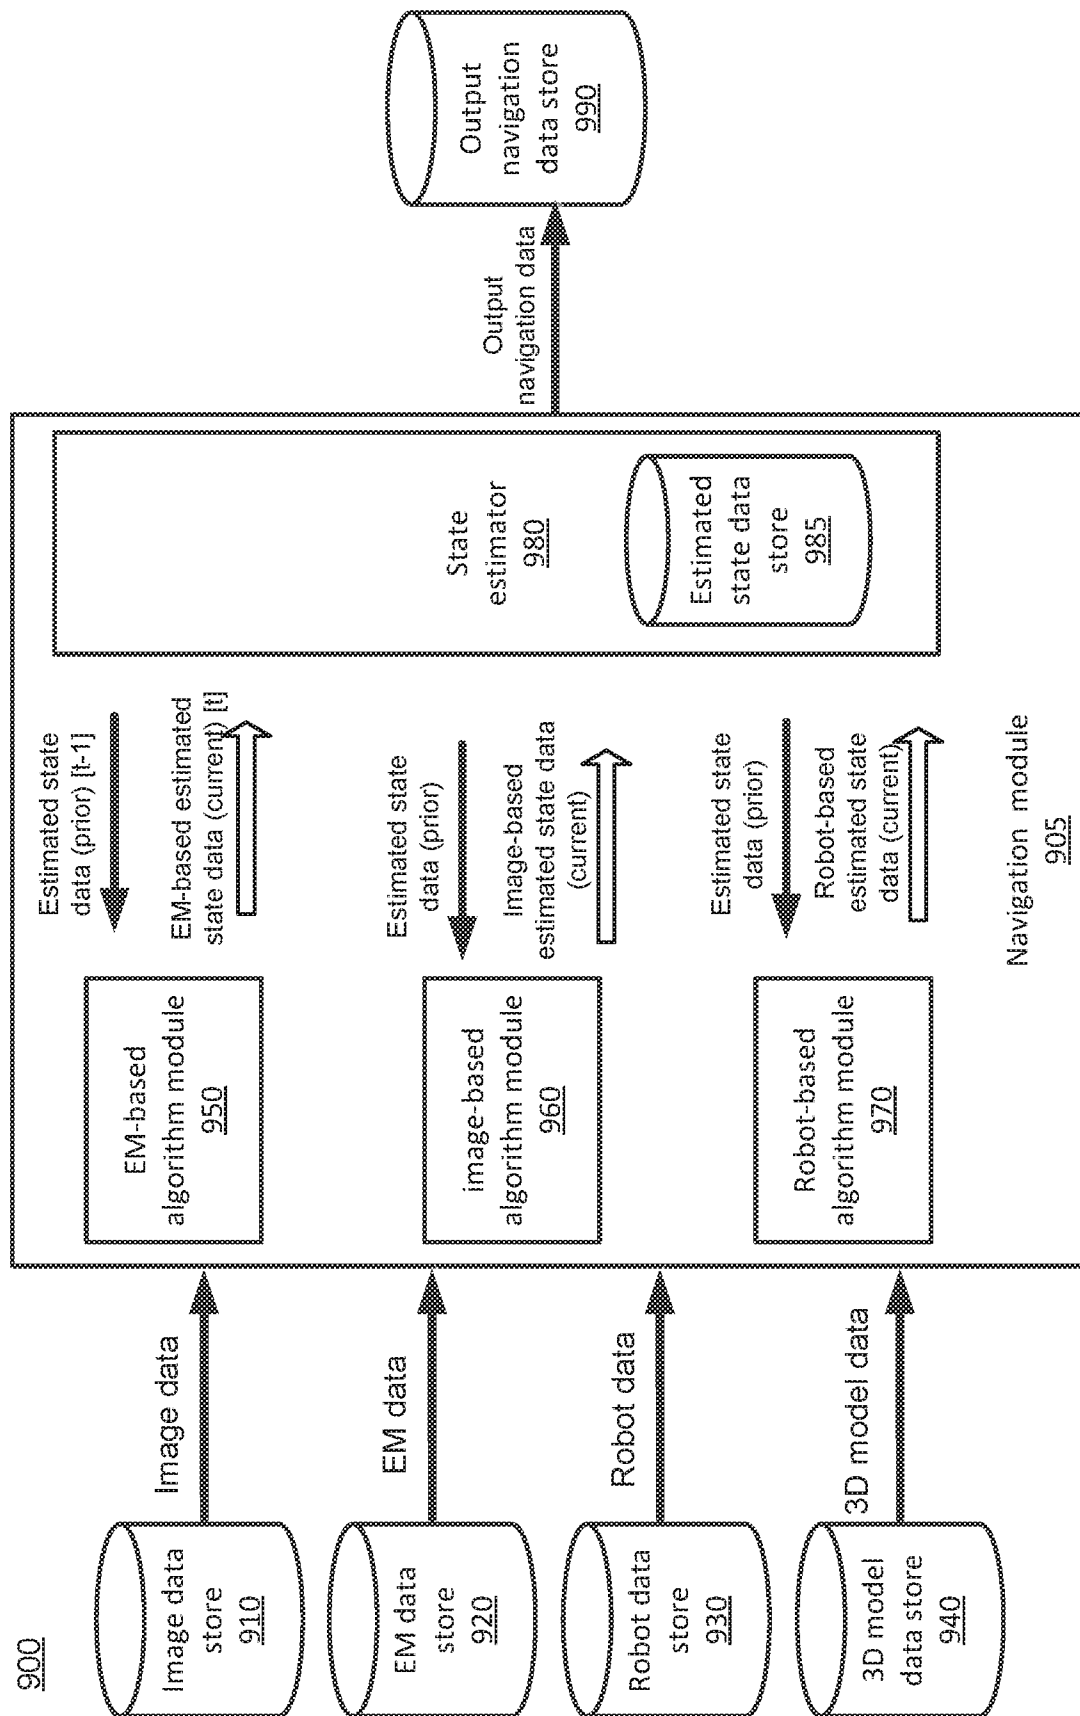 900
Image data
store
910
EM data
store
920
Robot data
store
930
3D model
data store
940
Image data
EM data
Robot data
3D model data
EM-based
algorithm module
950
image-based
algorithm module
960
Robot-based
algorithm module
970
Estimated state
data (prior) [t-1]
EM-based estimated
state data (current) [t]
Estimated state
data (prior)
Image-based
estimated state data
(current)
Estimated state
data (prior)
Robot-based
estimated state
data (current)
Navigation module
905
State
estimator
980
Estimated
state data
store
985
Output
navigation data
Output
navigation
data store
990